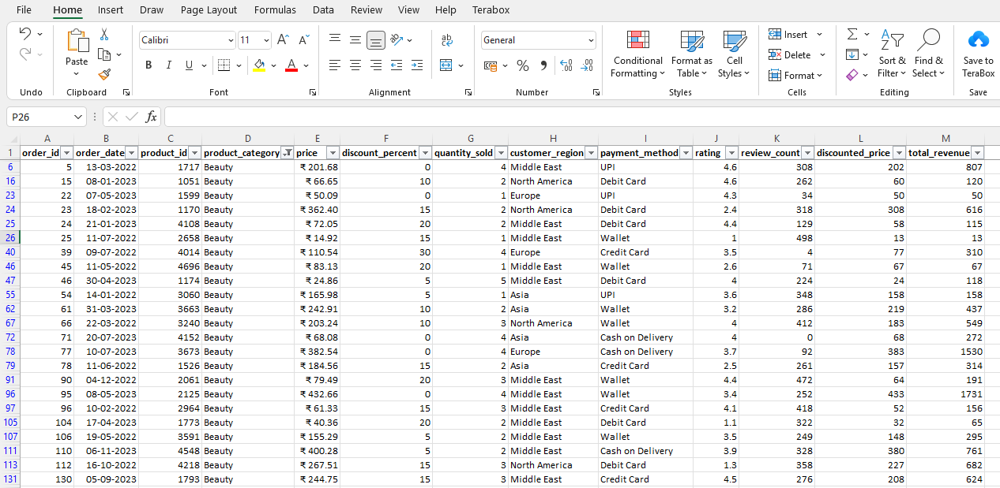 File Home Insert Draw Page Layout Formulas Data Review View Help Terabox
Calibri 11 A A ab c General Insert Σ A Z
Paste B I U A % , .00 .0 Conditional Formatting Format as Table Cell Styles Delete Sort & Filter Find & Select Save to TeraBox
Format
Undo Clipboard Font Alignment Number Styles Cells Editing Save
P26 fx
A B C D E F G H I J K L M
1 order_id order_date product_id product_category price discount_percent quantity_sold customer_region payment_method rating review_count discounted_price total_revenue
6 5 13-03-2022 1717 Beauty ₹ 201.68 0 4 Middle East UPI 4.6 308 202 807
16 15 08-01-2023 1051 Beauty ₹ 66.65 10 2 North America Debit Card 4.6 262 60 120
23 22 07-05-2023 1599 Beauty ₹ 50.09 0 1 Europe UPI 4.3 34 50 50
24 23 18-02-2023 1170 Beauty ₹ 362.40 15 2 North America Debit Card 2.4 318 308 616
25 24 21-01-2023 4108 Beauty ₹ 72.05 20 2 Middle East Debit Card 4.4 129 58 115
26 25 11-07-2022 2658 Beauty ₹ 14.92 15 1 Middle East Wallet 1 498 13 13
40 39 09-07-2022 4014 Beauty ₹ 110.54 30 4 Europe Credit Card 3.5 4 77 310
46 45 11-05-2022 4696 Beauty ₹ 83.13 20 1 Middle East Wallet 2.6 71 67 67
47 46 30-04-2023 1174 Beauty ₹ 24.86 5 5 Middle East Debit Card 4 224 24 118
55 54 14-01-2022 3060 Beauty ₹ 165.98 5 1 Asia UPI 3.6 348 158 158
62 61 31-03-2023 3663 Beauty ₹ 242.91 10 2 Asia Wallet 3.2 286 219 437
67 66 22-03-2022 3240 Beauty ₹ 203.24 10 3 North America Wallet 4 412 183 549
72 71 20-07-2023 4152 Beauty ₹ 68.08 0 4 Asia Cash on Delivery 4 0 68 272
78 77 10-07-2023 3673 Beauty ₹ 382.54 0 4 Europe Cash on Delivery 3.7 92 383 1530
79 78 11-06-2022 1526 Beauty ₹ 184.56 15 2 Asia Credit Card 2.5 261 157 314
91 90 04-12-2022 2061 Beauty ₹ 79.49 20 3 Middle East Wallet 4.4 472 64 191
96 95 08-05-2023 2125 Beauty ₹ 432.66 0 4 Middle East Wallet 3.4 252 433 1731
97 96 10-02-2022 2964 Beauty ₹ 61.33 15 3 Middle East Credit Card 4.1 418 52 156
105 104 17-04-2023 1773 Beauty ₹ 40.36 20 2 Middle East Debit Card 1.1 322 32 65
107 106 19-05-2022 3591 Beauty ₹ 155.29 5 2 Middle East Wallet 3.5 249 148 295
111 110 06-11-2023 4548 Beauty ₹ 400.28 5 2 Middle East Cash on Delivery 3.9 328 380 761
113 112 16-10-2022 4218 Beauty ₹ 267.51 15 3 North America Debit Card 1.3 358 227 682
131 130 05-09-2023 1793 Beauty ₹ 244.75 15 3 Middle East Credit Card 4.5 276 208 624